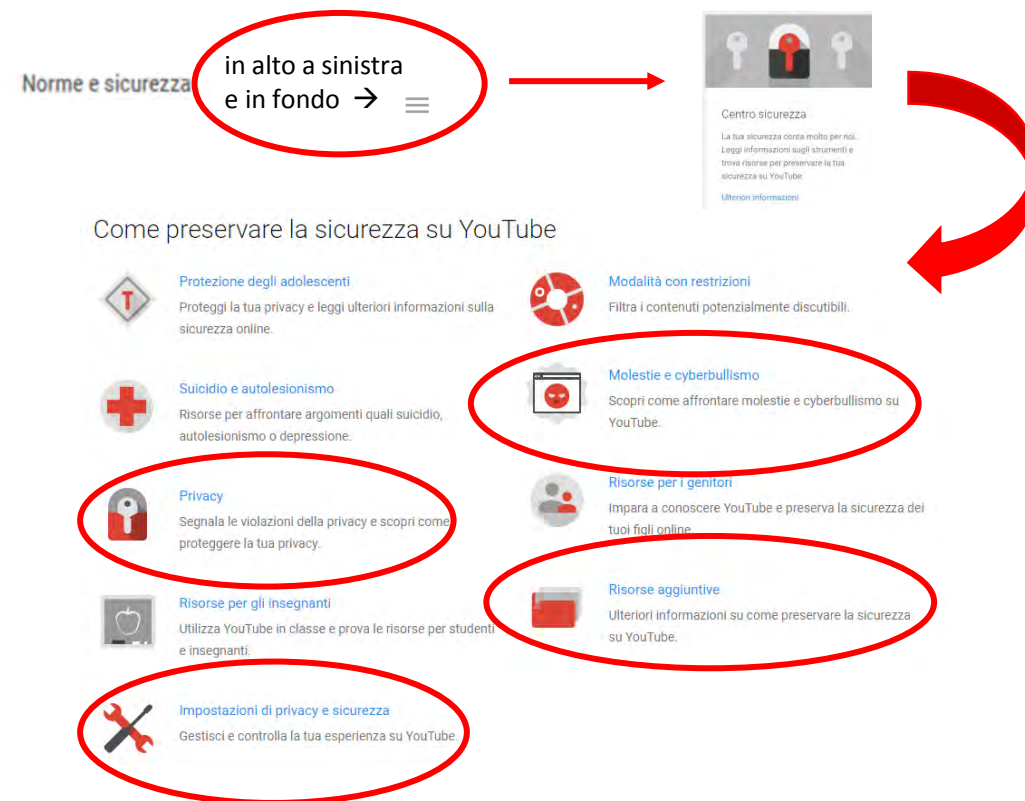 Norme e sicurezza
in alto a sinistra
e in fondo →
Centro sicurezza
La tua sicurezza conta molto per noi.
Leggi informazioni sugli strumenti e
trova risorse per preservare la tua
sicurezza su YouTube.
Ulteriori informazioni
Come preservare la sicurezza su YouTube
Protezione degli adolescenti
Proteggi la tua privacy e leggi ulteriori informazioni sulla
sicurezza online.
Modalità con restrizioni
Filtra i contenuti potenzialmente discutibili.
Suicidio e autolesionismo
Risorse per affrontare argomenti quali suicidio,
autolesionismo o depressione.
Molestie e cyberbullismo
Scopri come affrontare molestie e cyberbullismo su
YouTube.
Privacy
Segnala le violazioni della privacy e scopri come
proteggere la tua privacy.
Risorse per i genitori
Impara a conoscere YouTube e preserva la sicurezza dei
tuoi figli online.
Risorse per gli insegnanti
Utilizza YouTube in classe e prova le risorse per studenti
e insegnanti.
Risorse aggiuntive
Ulteriori informazioni su come preservare la sicurezza
su YouTube.
Impostazioni di privacy e sicurezza
Gestisci e controlla la tua esperienza su YouTube.